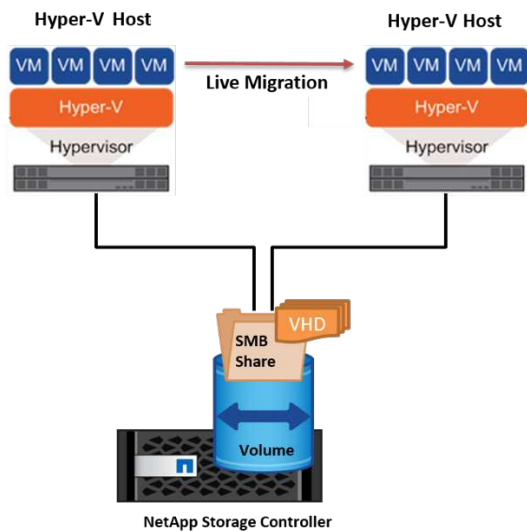 Hyper-V Host
Hyper-V Host
VM VM VM VM
Live Migration
VM VM VM VM
Hyper-V
Hyper-V
Hypervisor
Hypervisor
VHD
SMB
Share
Volume
NetApp Storage Controller